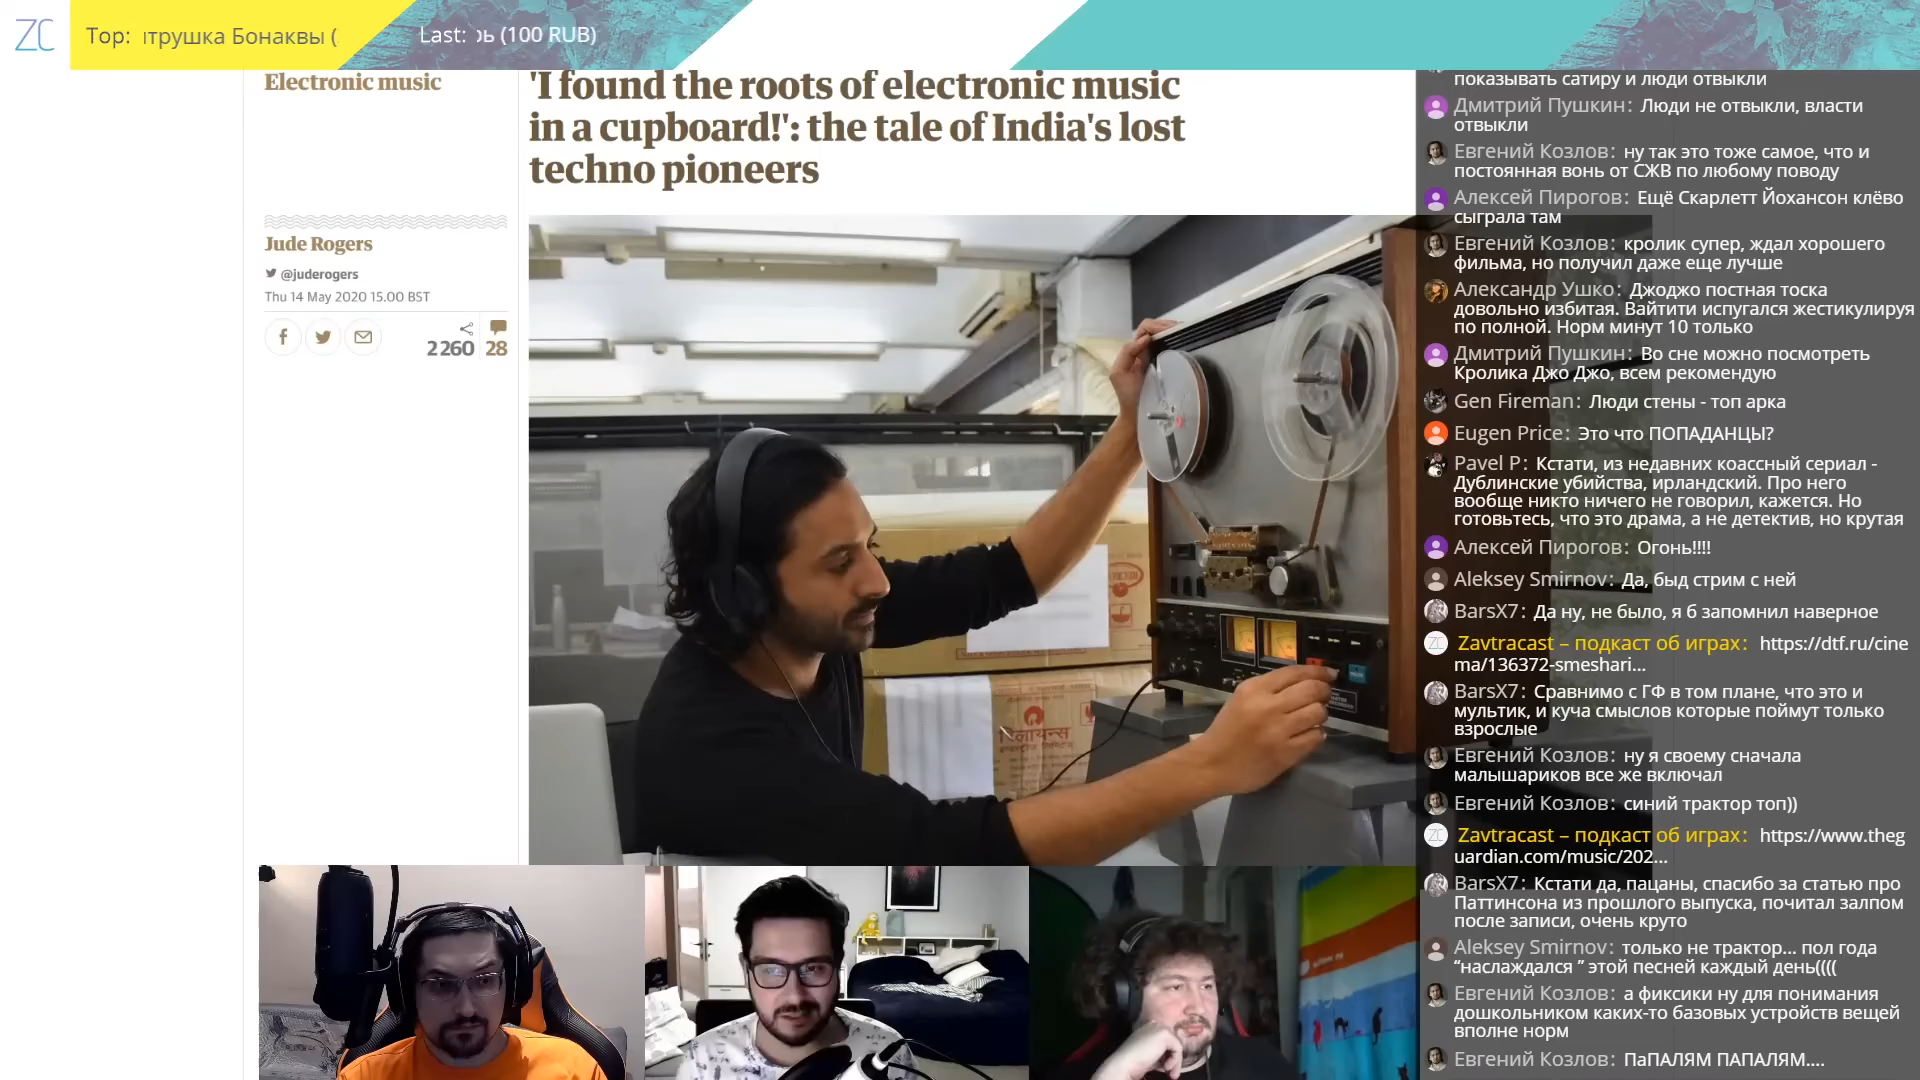 ZC
Top: итрушка Бонаквы (
Last: рь (100 RUB)
Electronic music
'I found the roots of electronic music
in a cupboard!': the tale of India's lost
techno pioneers
Jude Rogers
@juderogers
Thu 14 May 2020 15.00 BST
2260
28
показывать сатиру и люди отвыкли
Дмитрий Пушкин: Люди не отвыкли, власти
отвыкли
Евгений Козлов: ну так это тоже самое, что и
постоянная вонь от СЖВ по любому поводу
Алексей Пирогов: Ещё Скарлетт Йохансон клёво
сыграла там
Евгений Козлов: кролик супер, ждал хорошего
фильма, но получил даже еще лучше
Александр Ушко: Джоджо постная тоска
довольно избитая. Вайтити испугался жестикулируя
по полной. Норм минут 10 только
Дмитрий Пушкин: Во сне можно посмотреть
Кролика Джо Джо, всем рекомендую
Gen Fireman: Люди стены - топ арка
Eugen Price: Это что ПОПАДАНЦЫ?
Pavel P: Кстати, из недавних коассный сериал -
Дублинские убийства, ирландский. Про него
вообще никто ничего не говорил, кажется. Но
готовьтесь, что это драма, а не детектив, но крутая
Алексей Пирогов: Огонь!!!!
Aleksey Smirnov: Да, быд стрим с ней
BarsX7: Да ну, не было, я б запомнил наверное
Zavtracast – подкаст об играх: https://dtf.ru/cine
ma/136372-smeshari...
BarsX7: Сравнимо с ГФ в том плане, что это и
мультик, и куча смыслов которые поймут только
взрослые
Евгений Козлов: ну я своему сначала
малышариков все же включал
Евгений Козлов: синий трактор топ))
Zavtracast – подкаст об играх: https://www.theg
uardian.com/music/202...
BarsX7: Кстати да, пацаны, спасибо за статью про
Паттинсона из прошлого выпуска, почитал залпом
после записи, очень круто
Aleksey Smirnov: только не трактор... пол года
“наслаждался ” этой песней каждый день((((
Евгений Козлов: а фиксики ну для понимания
дошкольником каких-то базовых устройств вещей
вполне норм
Евгений Козлов: ПаПАЛЯМ ПАПАЛЯМ....